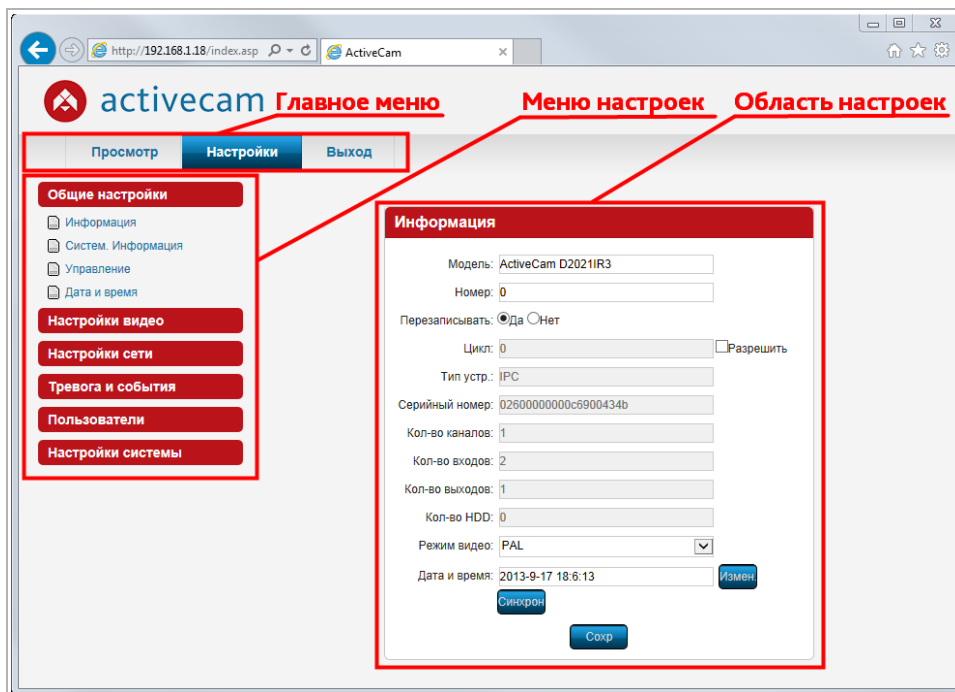 http://192.168.1.18/index.asp
ActiveCam
activecam
Главное меню
Меню настроек
Область настроек
Просмотр
Настройки
Выход
Общие настройки
Информация
Систем. Информация
Управление
Дата и время
Настройки видео
Настройки сети
Тревога и события
Пользователи
Настройки системы
Информация
Модель: ActiveCam D2021IR3
Номер: 0
Перезаписывать: Да Нет
Цикл: 0 Разрешить
Тип устр.: IPC
Серийный номер: 02600000000c6900434b
Кол-во каналов: 1
Кол-во входов: 2
Кол-во выходов: 1
Кол-во HDD: 0
Режим видео: PAL
Дата и время: 2013-9-17 18:6:13 Измен.
Синхрон
Сохр